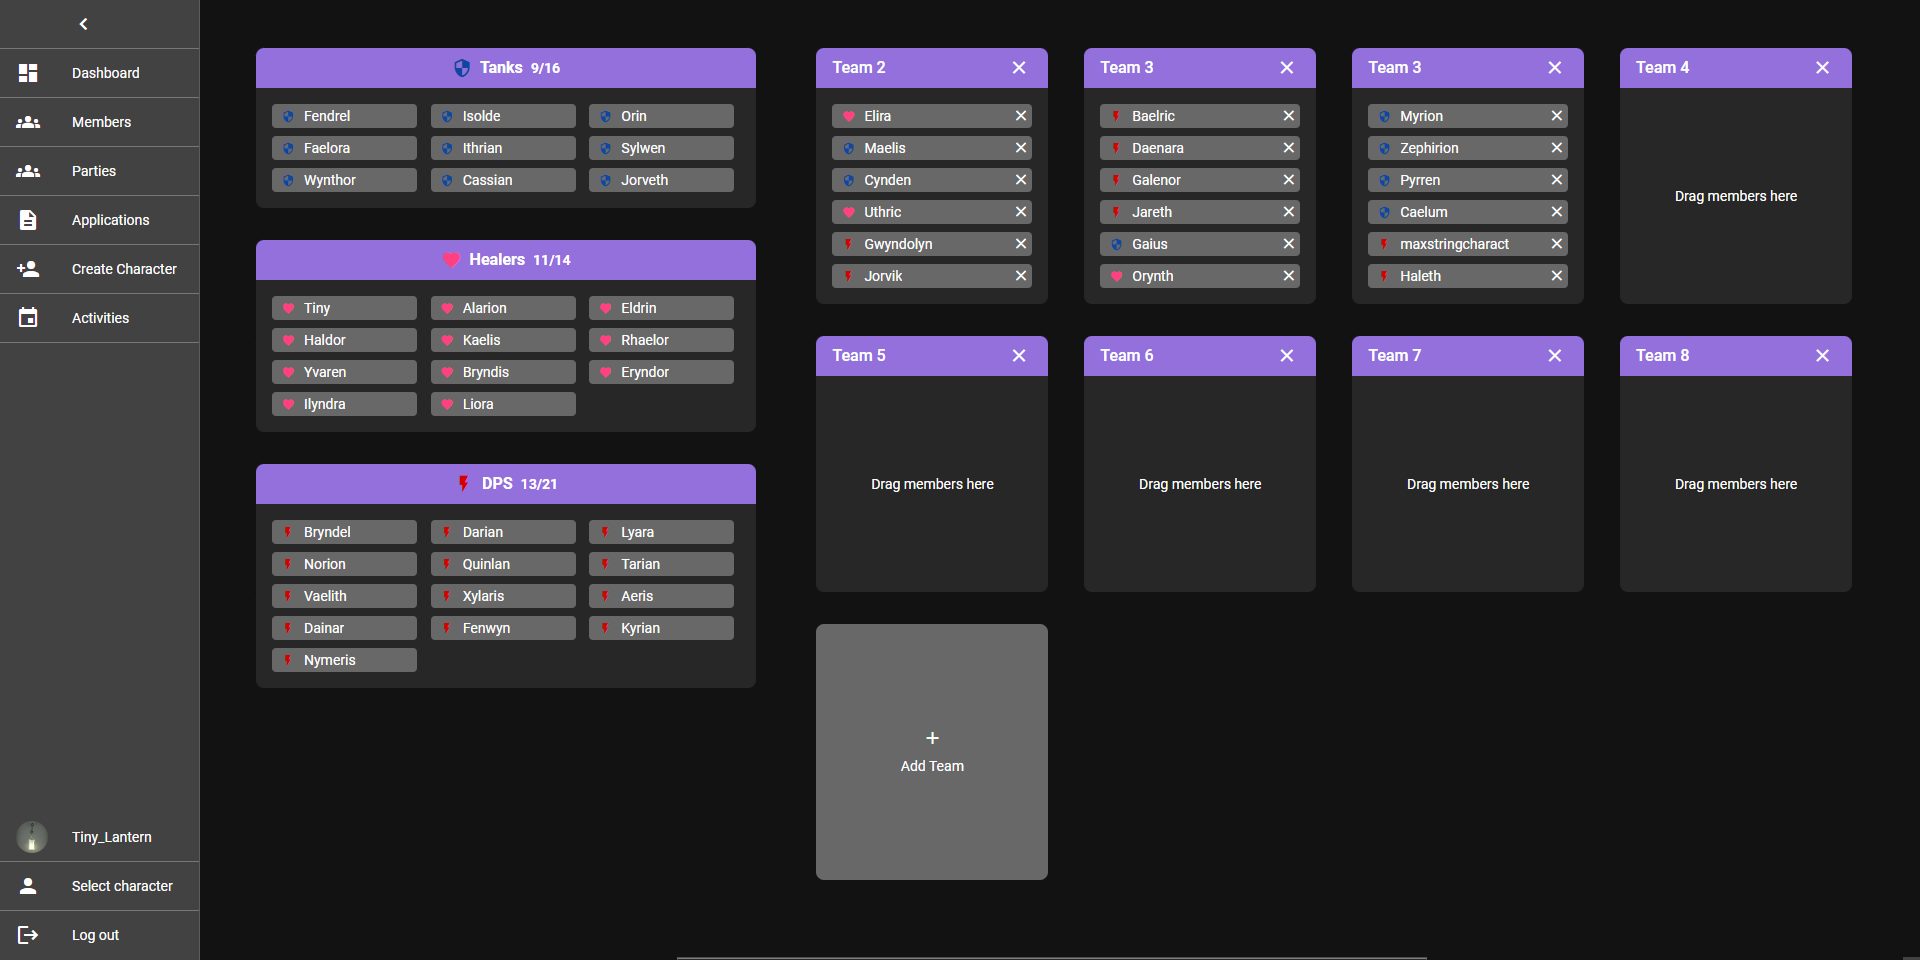 Dashboard
Members
Parties
Applications
Create Character
Activities
Tiny_Lantern
Select character
Log out
Tanks 9/16
Fendrel Isolde Orin
Faelora Ithrian Sylwen
Wynthor Cassian Jorveth
Healers 11/14
Tiny Alarion Eldrin
Haldor Kaelis Rhaelor
Yvaren Bryndis Eryndor
Ilyndra Liora
DPS 13/21
Bryndel Darian Lyara
Norion Quinlan Tarian
Vaelith Xylaris Aeris
Dainar Fenwyn Kyrian
Nymeris
Team 2
Elira
Maelis
Cynden
Uthric
Gwyndolyn
Jorvik
Team 3
Baelric
Daenara
Galenor
Jareth
Gaius
Orynth
Team 3
Myrion
Zephirion
Pyrren
Caelum
maxstringcharact
Haleth
Team 4
Drag members here
Team 5
Drag members here
Team 6
Drag members here
Team 7
Drag members here
Team 8
Drag members here
+
Add Team